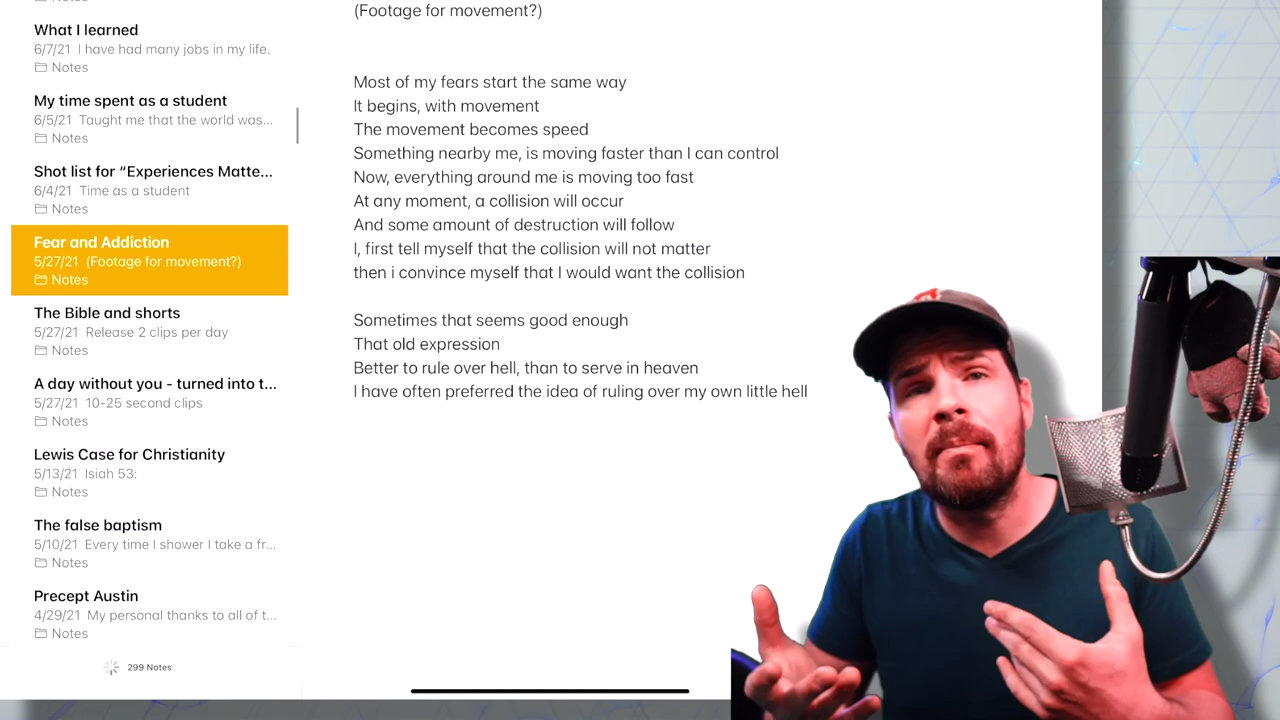 Notes
What I learned
6/7/21 I have had many jobs in my life.
Notes
My time spent as a student
6/5/21 Taught me that the world was...
Notes
Shot list for “Experiences Matte...
6/4/21 Time as a student
Notes
Fear and Addiction
5/27/21 (Footage for movement?)
Notes
The Bible and shorts
5/27/21 Release 2 clips per day
Notes
A day without you - turned into t...
5/27/21 10-25 second clips
Notes
Lewis Case for Christianity
5/13/21 Isiah 53:
Notes
The false baptism
5/10/21 Every time I shower I take a fr...
Notes
Precept Austin
4/29/21 My personal thanks to all of t...
Notes
299 Notes
(Footage for movement?)
Most of my fears start the same way
It begins, with movement
The movement becomes speed
Something nearby me, is moving faster than I can control
Now, everything around me is moving too fast
At any moment, a collision will occur
And some amount of destruction will follow
I, first tell myself that the collision will not matter
then i convince myself that I would want the collision
Sometimes that seems good enough
That old expression
Better to rule over hell, than to serve in heaven
I have often preferred the idea of ruling over my own little hell